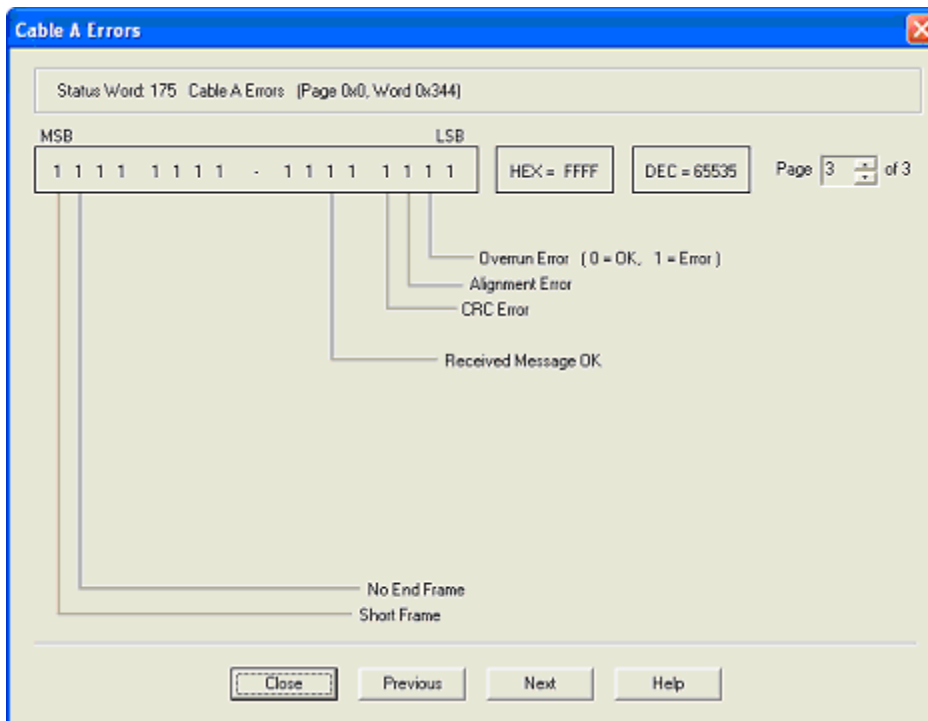 Cable A Errors
Status Word: 175 Cable A Errors (Page 0x0, Word 0x344)
MSB LSB
1 1 1 1 1 1 1 1 - 1 1 1 1 1 1 1 1 HEX = FFFF DEC = 65535 Page 3 of 3
Overrun Error ( 0 = OK, 1 = Error )
Alignment Error
CRC Error
Received Message OK
No End Frame
Short Frame
Close Previous Next Help